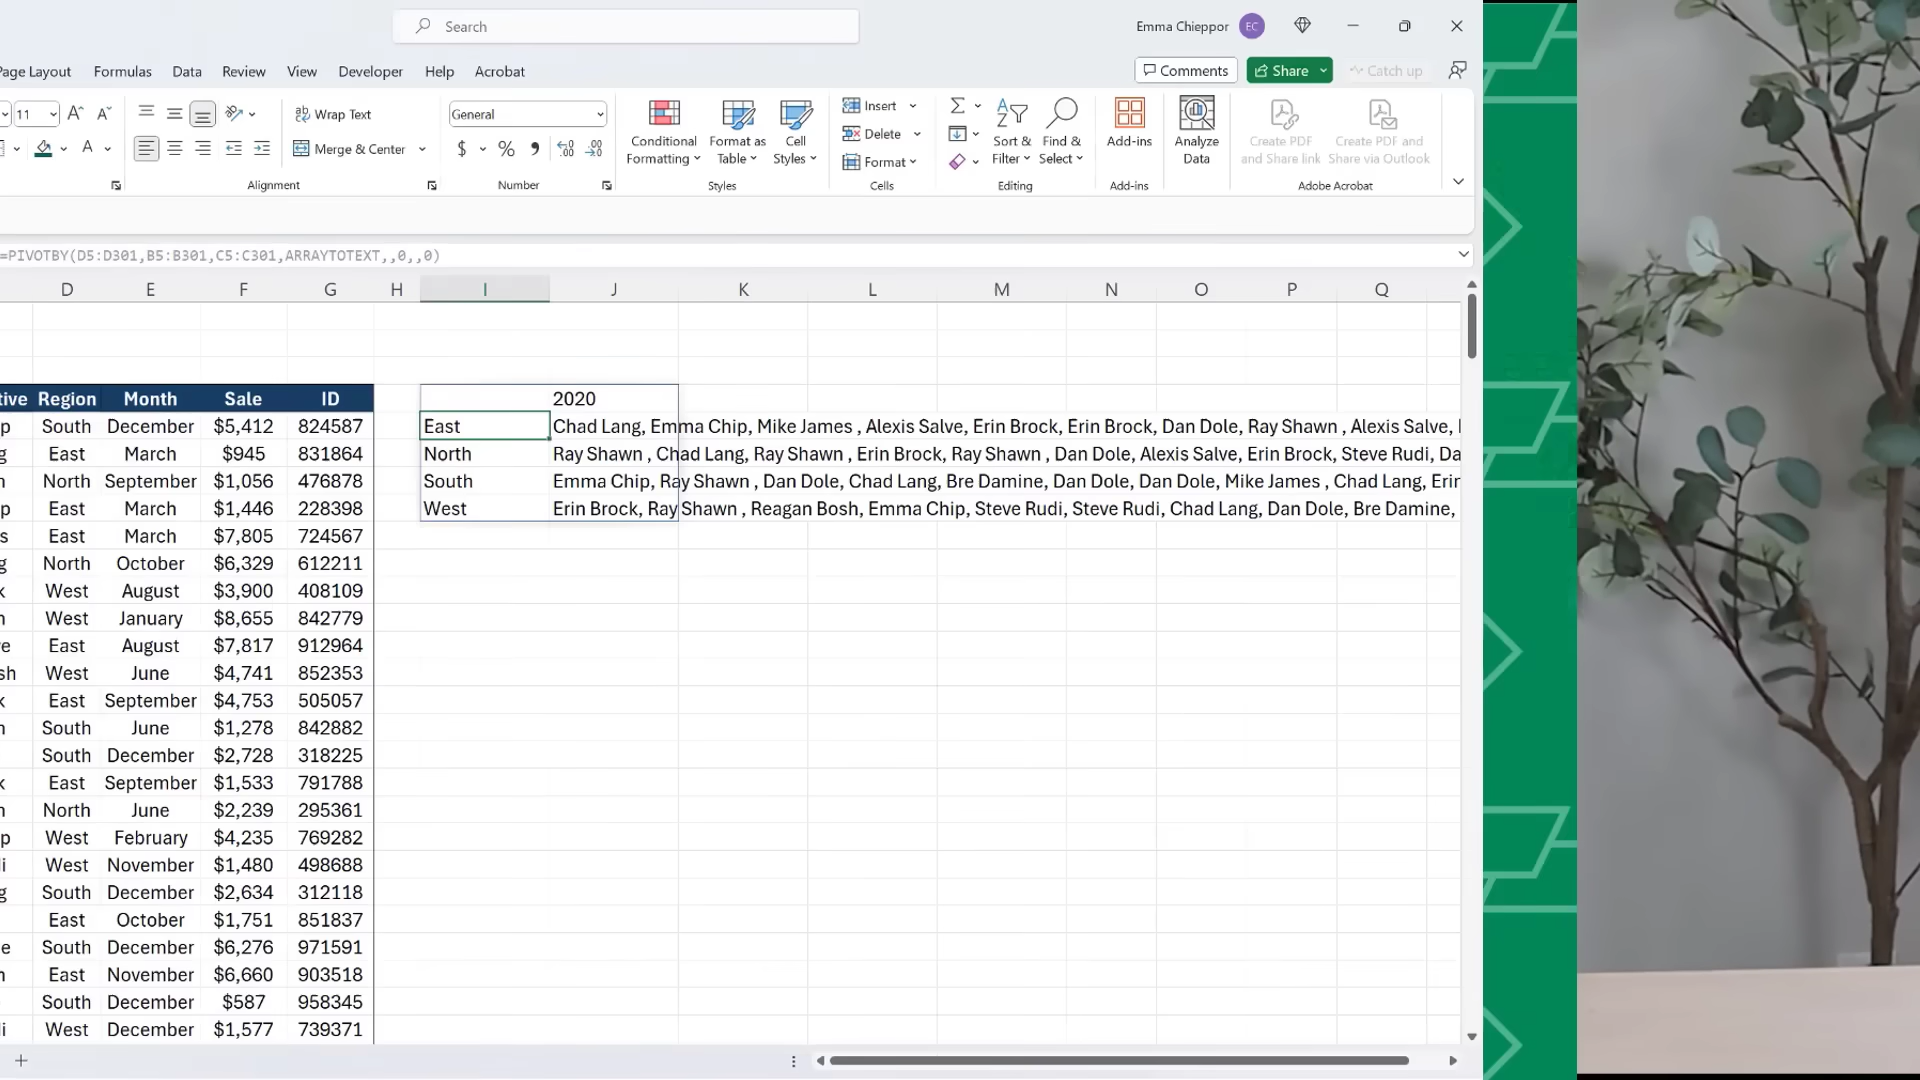 Search
Emma Chieppor EC
Page Layout Formulas Data Review View Developer Help Acrobat
Comments Share Catch up
11
Wrap Text
Merge & Center
Alignment
General
Number
Conditional Formatting
Format as Table
Cell Styles
Styles
Insert
Delete
Format
Cells
Sort & Filter
Find & Select
Editing
Add-ins
Add-ins
Analyze Data
Create PDF and Share link
Create PDF and Share via Outlook
Adobe Acrobat
=PIVOTBY(D5:D301,B5:B301,C5:C301,ARRAYTOTEXT,,0,,0)
D E F G H I J K L M N O P Q
tive Region Month Sale ID 2020
p South December $5,412 824587 East Chad Lang, Emma Chip, Mike James , Alexis Salve, Erin Brock, Erin Brock, Dan Dole, Ray Shawn , Alexis Salve,
g East March $945 831864 North Ray Shawn , Chad Lang, Ray Shawn , Erin Brock, Ray Shawn , Dan Dole, Alexis Salve, Erin Brock, Steve Rudi, Da
n North September $1,056 476878 South Emma Chip, Ray Shawn , Dan Dole, Chad Lang, Bre Damine, Dan Dole, Dan Dole, Mike James , Chad Lang, Erin
p East March $1,446 228398 West Erin Brock, Ray Shawn , Reagan Bosh, Emma Chip, Steve Rudi, Steve Rudi, Chad Lang, Dan Dole, Bre Damine,
s East March $7,805 724567
g North October $6,329 612211
k West August $3,900 408109
n West January $8,655 842779
e East August $7,817 912964
sh West June $4,741 852353
k East September $4,753 505057
n South June $1,278 842882
South December $2,728 318225
k East September $1,533 791788
n North June $2,239 295361
p West February $4,235 769282
i West November $1,480 498688
g South December $2,634 312118
East October $1,751 851837
e South December $6,276 971591
n East November $6,660 903518
South December $587 958345
i West December $1,577 739371